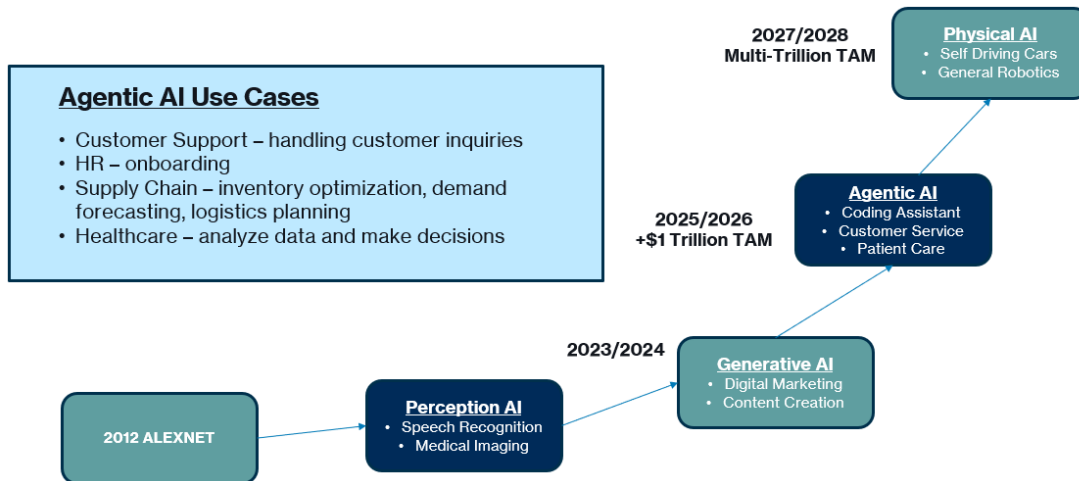 2027/2028
Multi-Trillion TAM
Physical AI
• Self Driving Cars
• General Robotics
Agentic AI Use Cases
• Customer Support – handling customer inquiries
• HR – onboarding
• Supply Chain – inventory optimization, demand
forecasting, logistics planning
• Healthcare – analyze data and make decisions
2025/2026
+$1 Trillion TAM
Agentic AI
• Coding Assistant
• Customer Service
• Patient Care
2023/2024
Generative AI
• Digital Marketing
• Content Creation
Perception AI
• Speech Recognition
• Medical Imaging
2012 ALEXNET